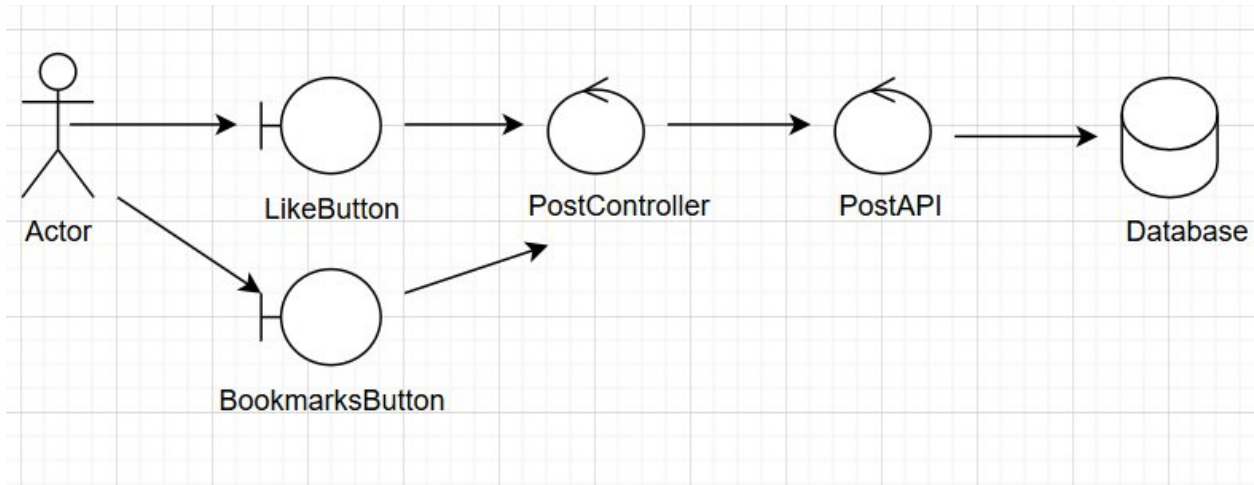 Actor
LikeButton
PostController
PostAPI
Database
BookmarksButton